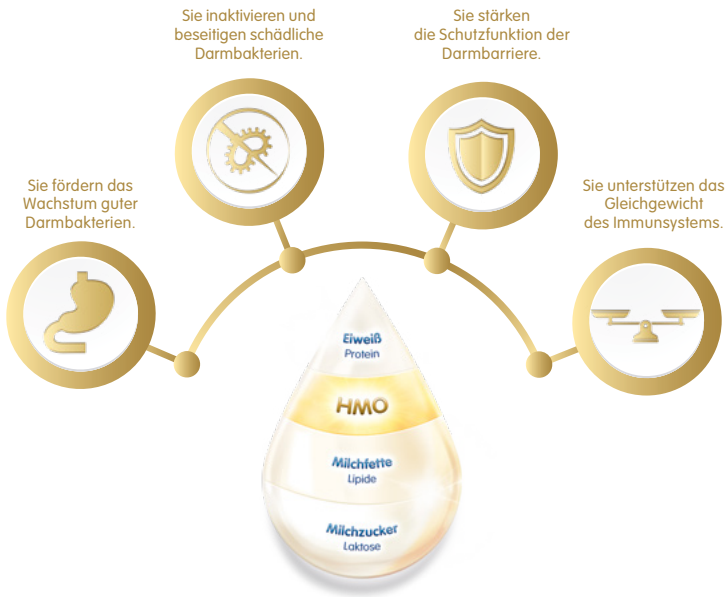 Sie inaktivieren und
beseitigen schädliche
Darmbakterien.
Sie stärken
die Schutzfunktion der
Darmbarriere.
Sie fördern das
Wachstum guter
Darmbakterien.
Sie unterstützen das
Gleichgewicht
des Immunsystems.
Eiweiß
Protein
HMO
Milchfette
Lipide
Milchzucker
Laktose